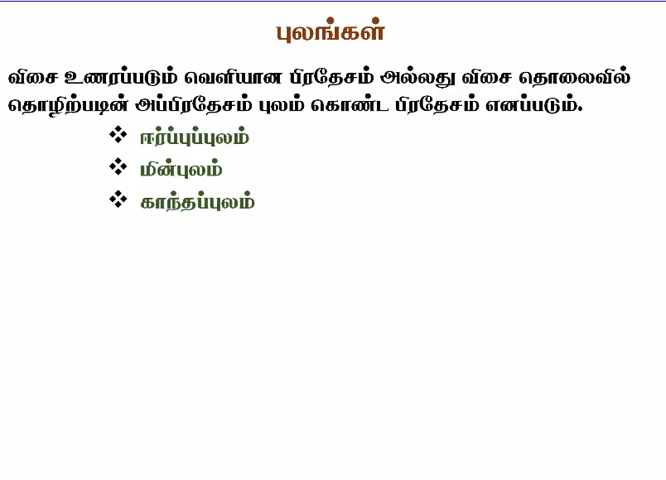 புலங்கள்
விசை உணரப்படும் வெளியான பிரதேசம் அல்லது விசை தொலைவில்
தொழிற்படின் அப்பிரதேசம் புலம் கொண்ட பிரதேசம் எனப்படும்.
❖ ஈர்ப்புப்புலம்
❖ மின்புலம்
❖ காந்தப்புலம்